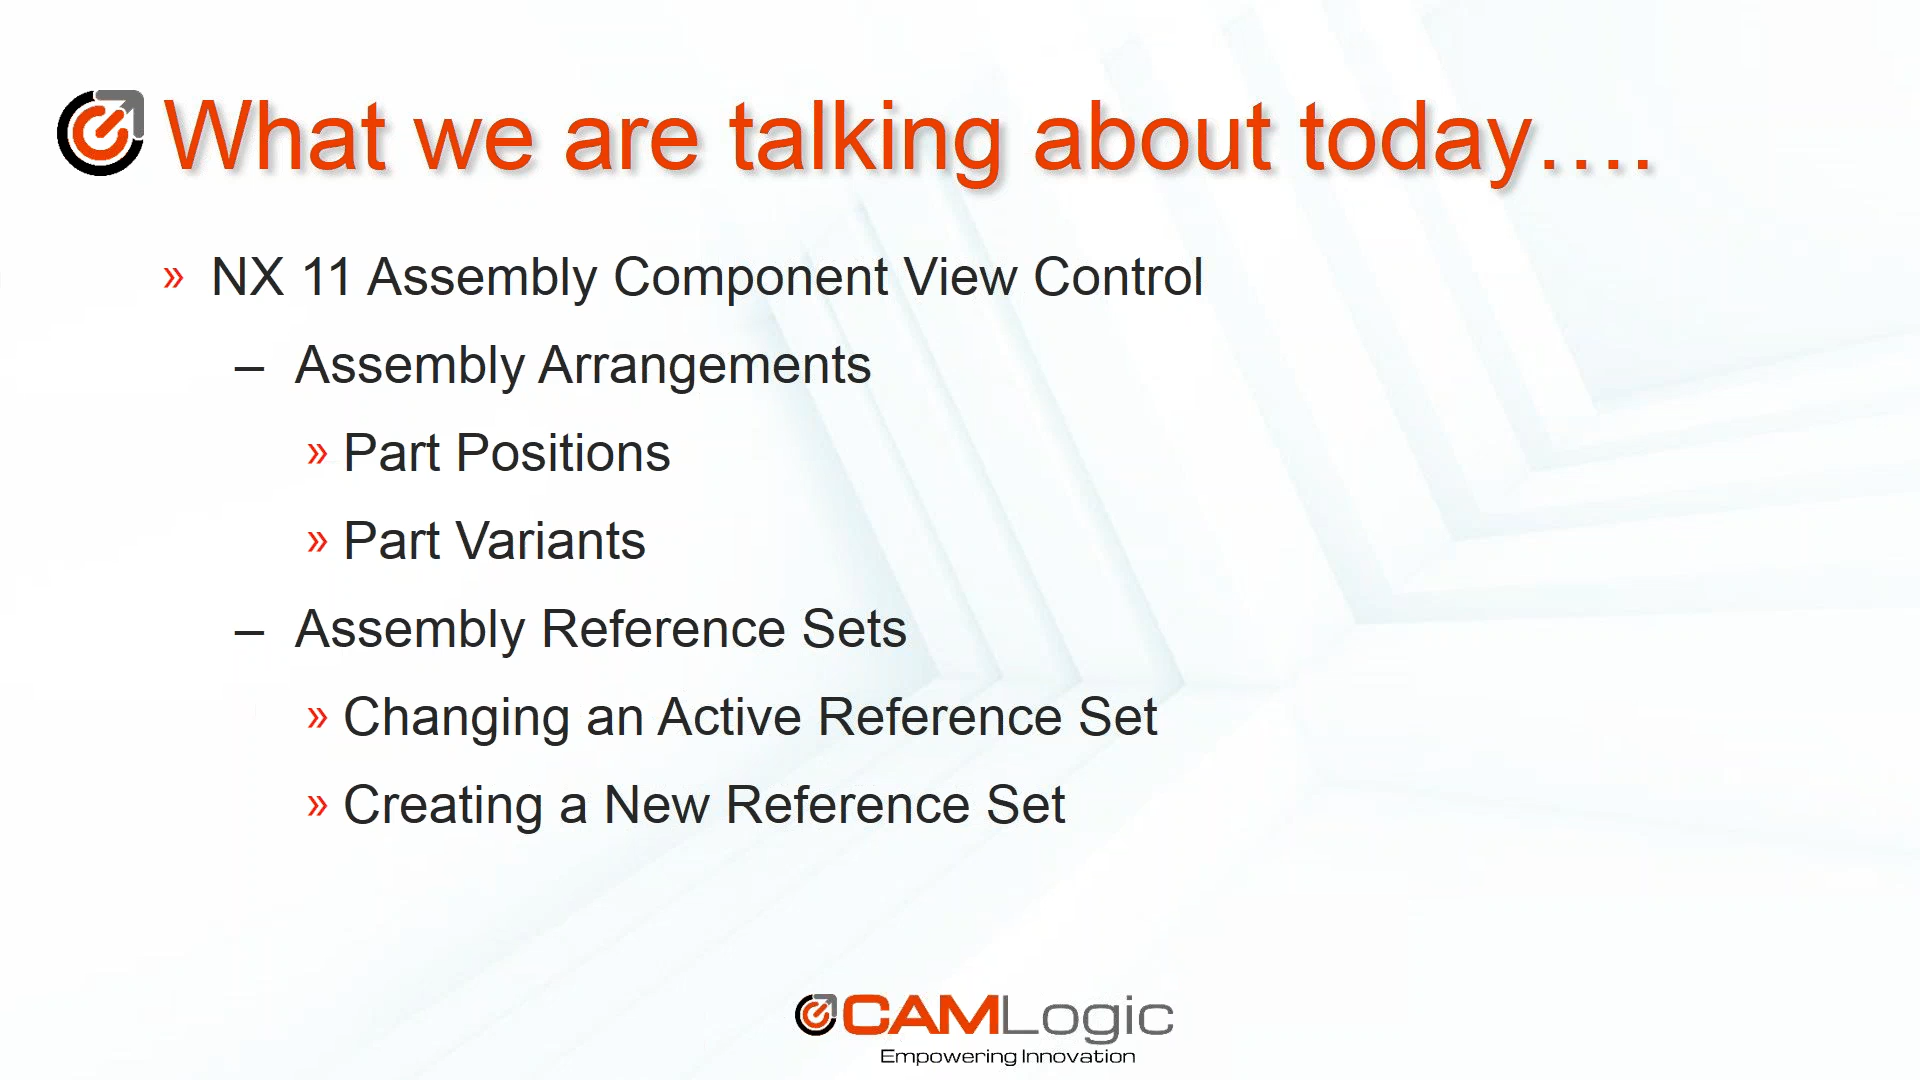 What we are talking about today….
» NX 11 Assembly Component View Control
– Assembly Arrangements
» Part Positions
» Part Variants
– Assembly Reference Sets
» Changing an Active Reference Set
» Creating a New Reference Set
CAMLogic
Empowering Innovation